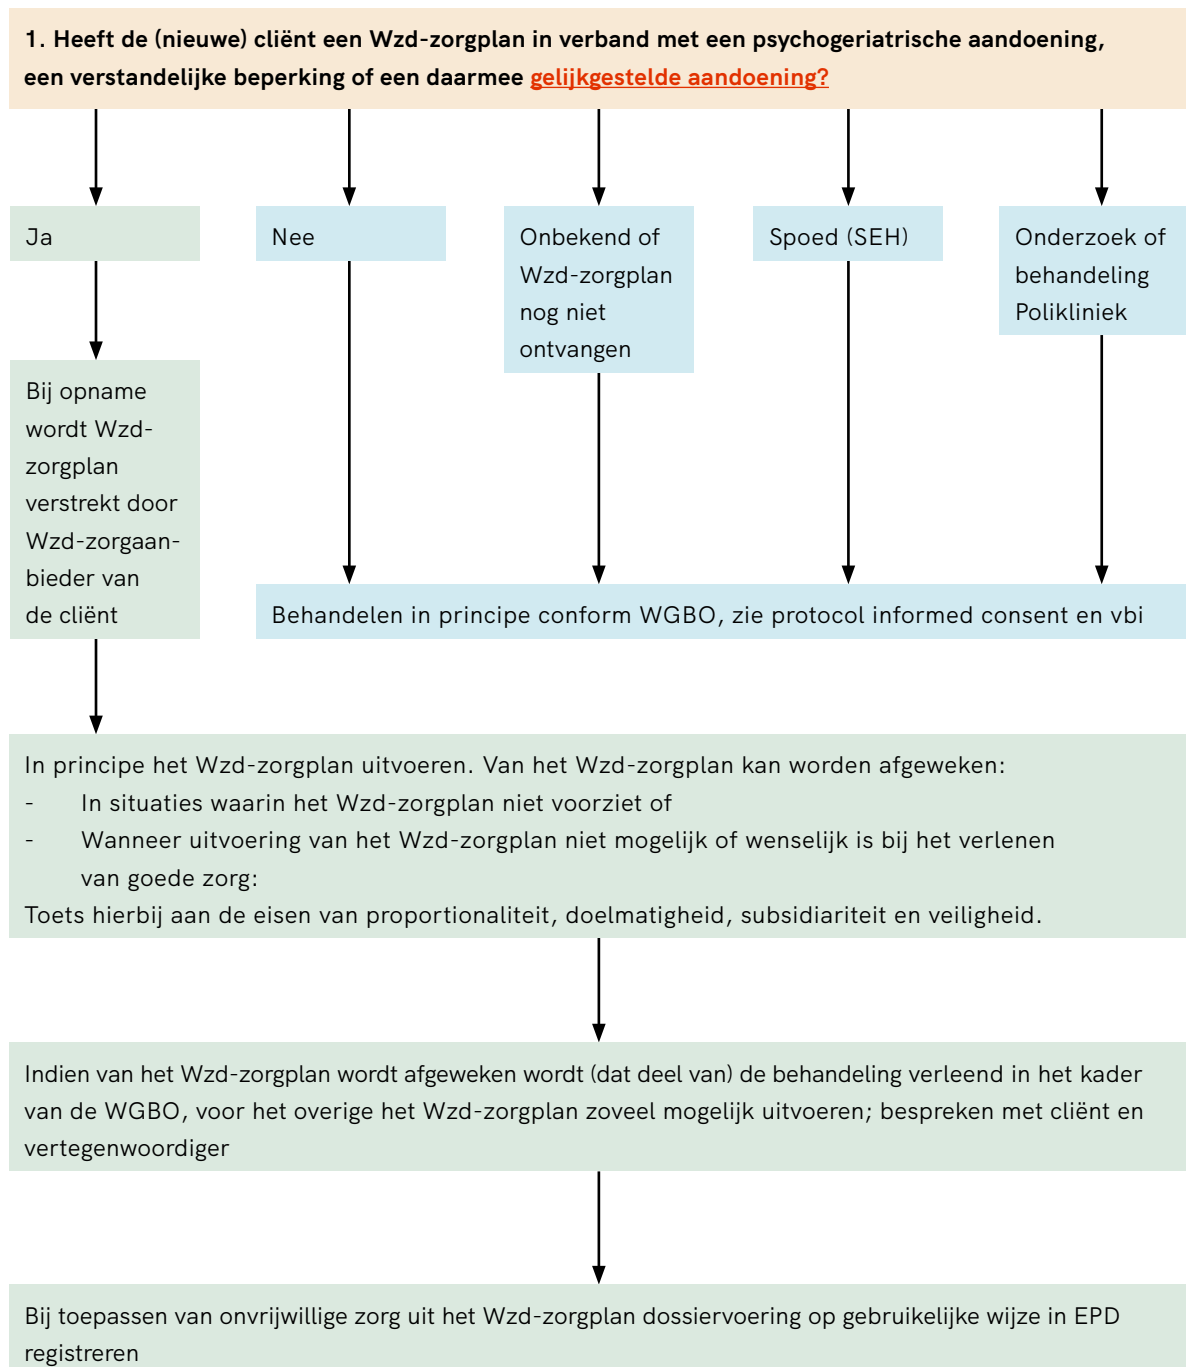 1. Heeft de (nieuwe) cliënt een Wzd-zorgplan in verband met een psychogeriatrische aandoening,
een verstandelijke beperking of een daarmee gelijkgestelde aandoening?
Ja
Nee
Onbekend of
Wzd-zorgplan
nog niet
ontvangen
Spoed (SEH)
Onderzoek of
behandeling
Polikliniek
Bij opname
wordt Wzd-
zorgplan
verstrekt door
Wzd-zorgaan-
bieder van
de cliënt
Behandelen in principe conform WGBO, zie protocol informed consent en vbi
In principe het Wzd-zorgplan uitvoeren. Van het Wzd-zorgplan kan worden afgeweken:
- In situaties waarin het Wzd-zorgplan niet voorziet of
- Wanneer uitvoering van het Wzd-zorgplan niet mogelijk of wenselijk is bij het verlenen
van goede zorg:
Toets hierbij aan de eisen van proportionaliteit, doelmatigheid, subsidiariteit en veiligheid.
Indien van het Wzd-zorgplan wordt afgeweken wordt (dat deel van) de behandeling verleend in het kader
van de WGBO, voor het overige het Wzd-zorgplan zoveel mogelijk uitvoeren; bespreken met cliënt en
vertegenwoordiger
Bij toepassen van onvrijwillige zorg uit het Wzd-zorgplan dossiervoering op gebruikelijke wijze in EPD
registreren